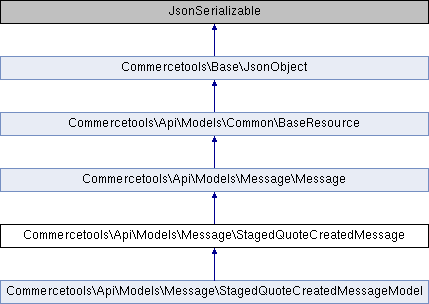 JsonSerializable
Commercetools\Base\JsonObject
Commercetools\Api\Models\Common\BaseResource
Commercetools\Api\Models\Message\Message
Commercetools\Api\Models\Message\StagedQuoteCreatedMessage
Commercetools\Api\Models\Message\StagedQuoteCreatedMessageModel